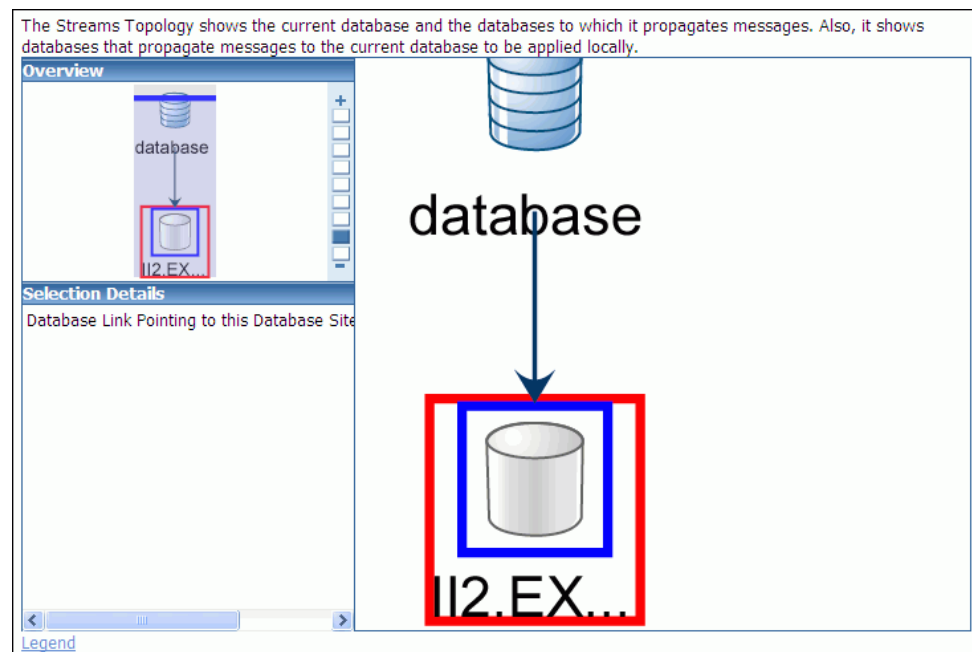 The Streams Topology shows the current database and the databases to which it propagates messages. Also, it shows
databases that propagate messages to the current database to be applied locally.
Overview
+
database
II2.EX...
-
Selection Details
Database Link Pointing to this Database Site
database
II2.EX...
Legend